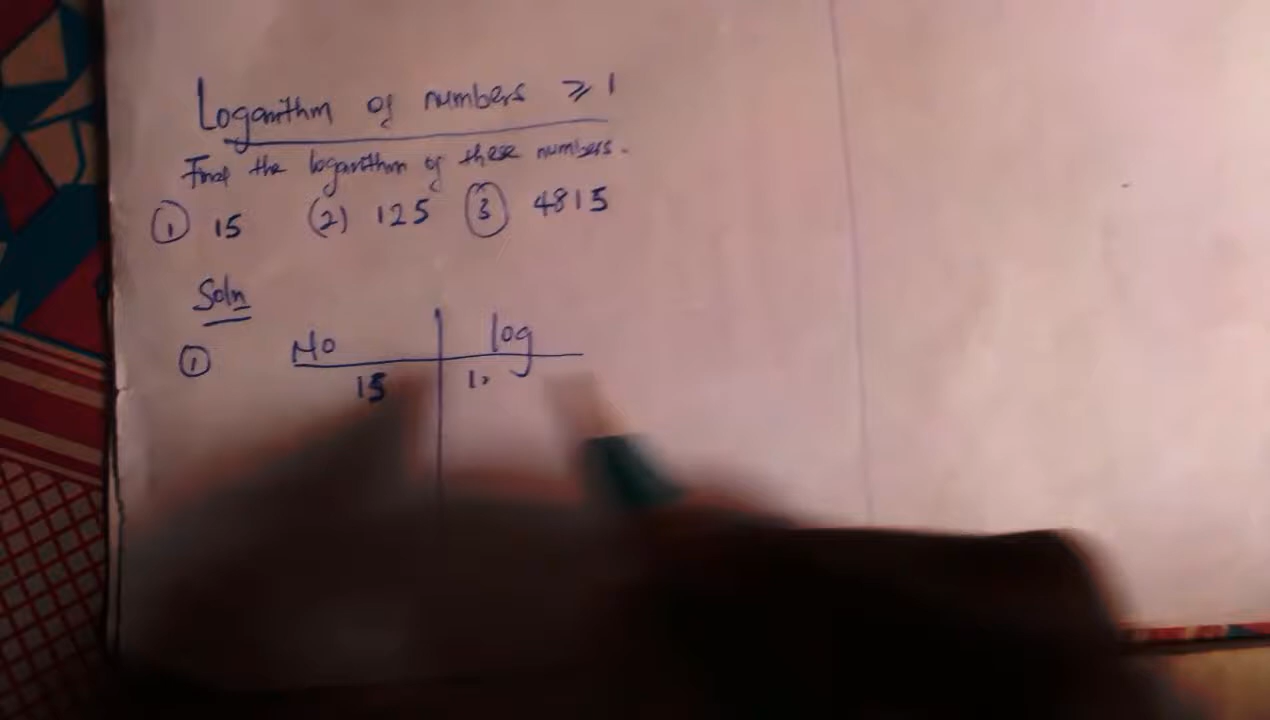 Logarithm of numbers ≥ 1
Find the logarithm of these numbers.
① 15 (2) 125 ③ 4815
Soln
① No log
15 1.